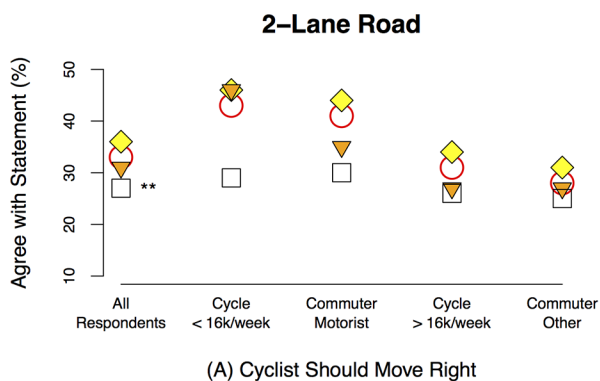 2–Lane Road
Agree with Statement (%)
50
40
30
20
10
**
All
Respondents
Cycle
< 16k/week
Commuter
Motorist
Cycle
> 16k/week
Commuter
Other
(A) Cyclist Should Move Right